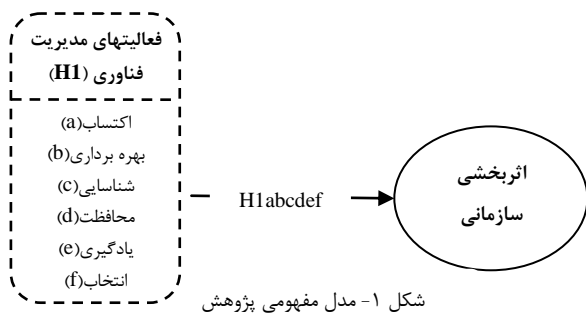 فعالیتهای مدیریت
فناوری (H1)
اکتساب(a)
بهره برداری(b)
شناسایی(c)
محافظت(d)
یادگیری(e)
انتخاب(f)
H1abcdef
اثربخشی
سازمانی
شکل ۱- مدل مفهومی پژوهش